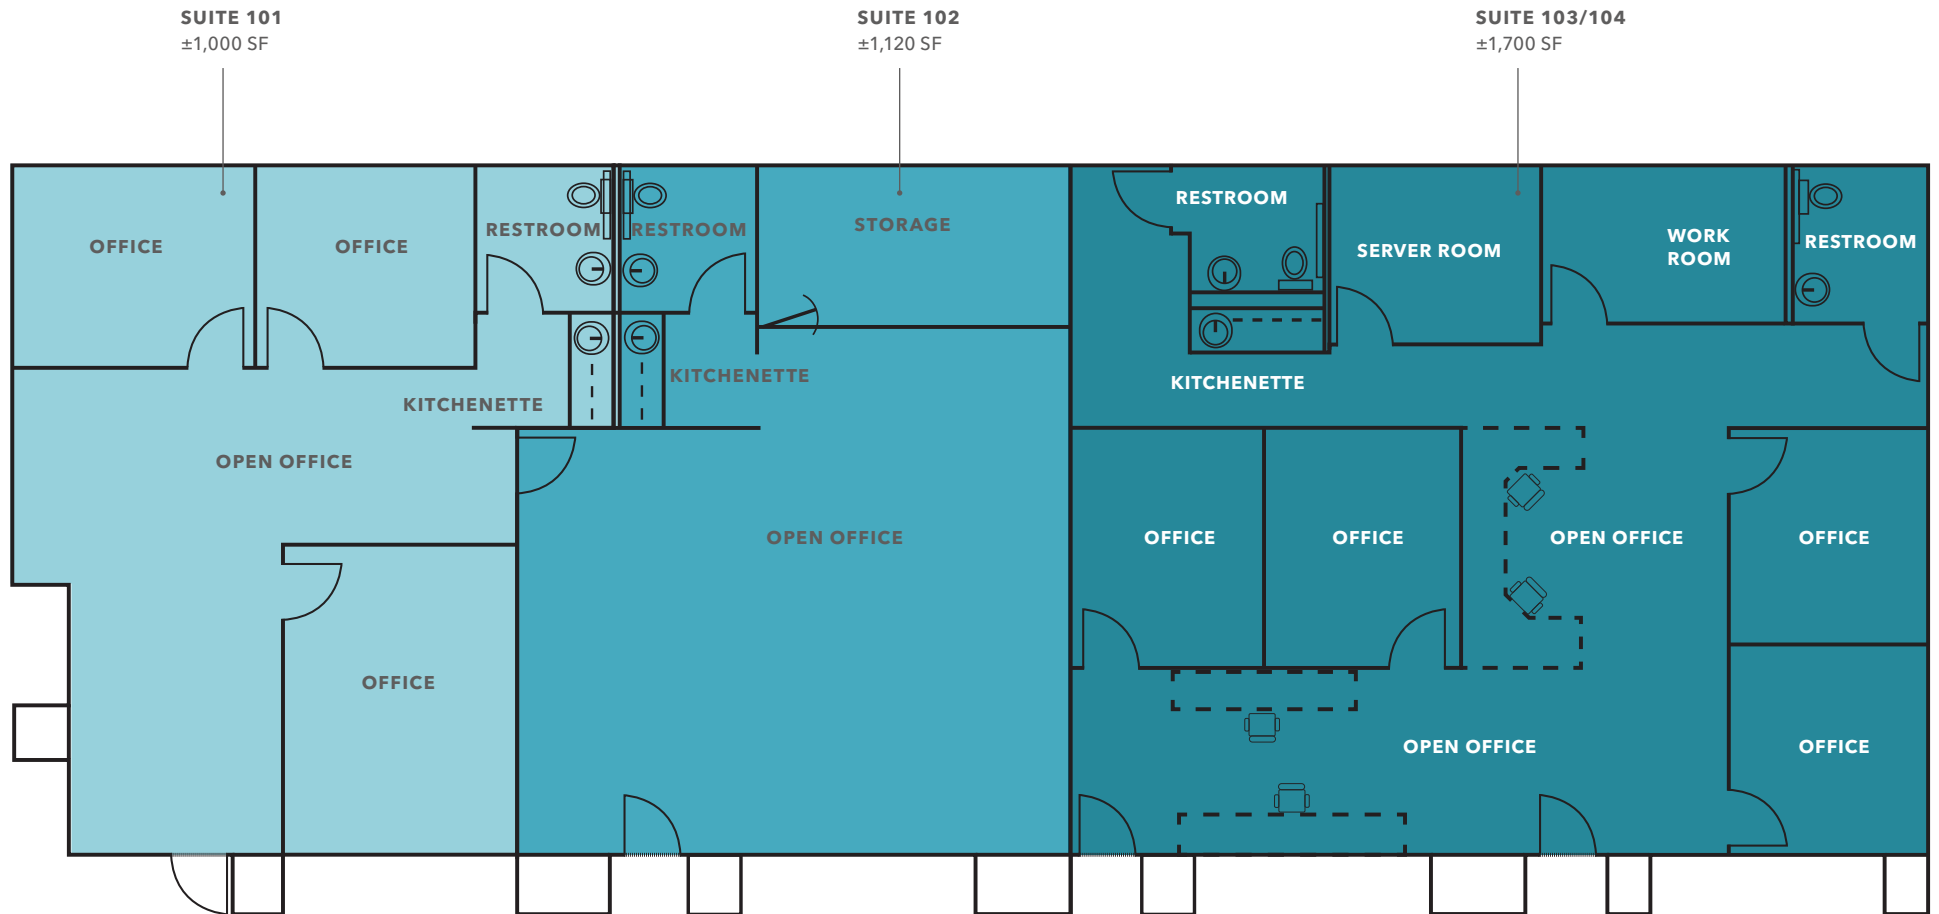 SUITE 101
±1,000 SF
SUITE 102
±1,120 SF
SUITE 103/104
±1,700 SF
OFFICE
OFFICE
RESTROOM
KITCHENETTE
OPEN OFFICE
OFFICE
RESTROOM
STORAGE
KITCHENETTE
OPEN OFFICE
RESTROOM
SERVER ROOM
WORK
ROOM
RESTROOM
KITCHENETTE
OFFICE
OFFICE
OPEN OFFICE
OFFICE
OPEN OFFICE
OFFICE